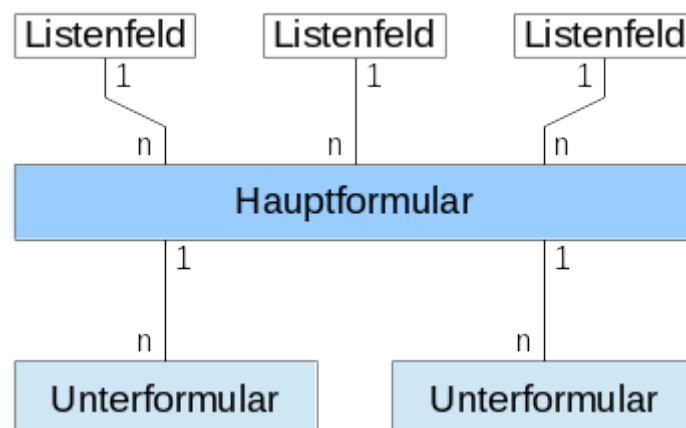 Listenfeld Listenfeld Listenfeld
1 1 1
n n n
Hauptformular
1 1
n n
Unterformular Unterformular